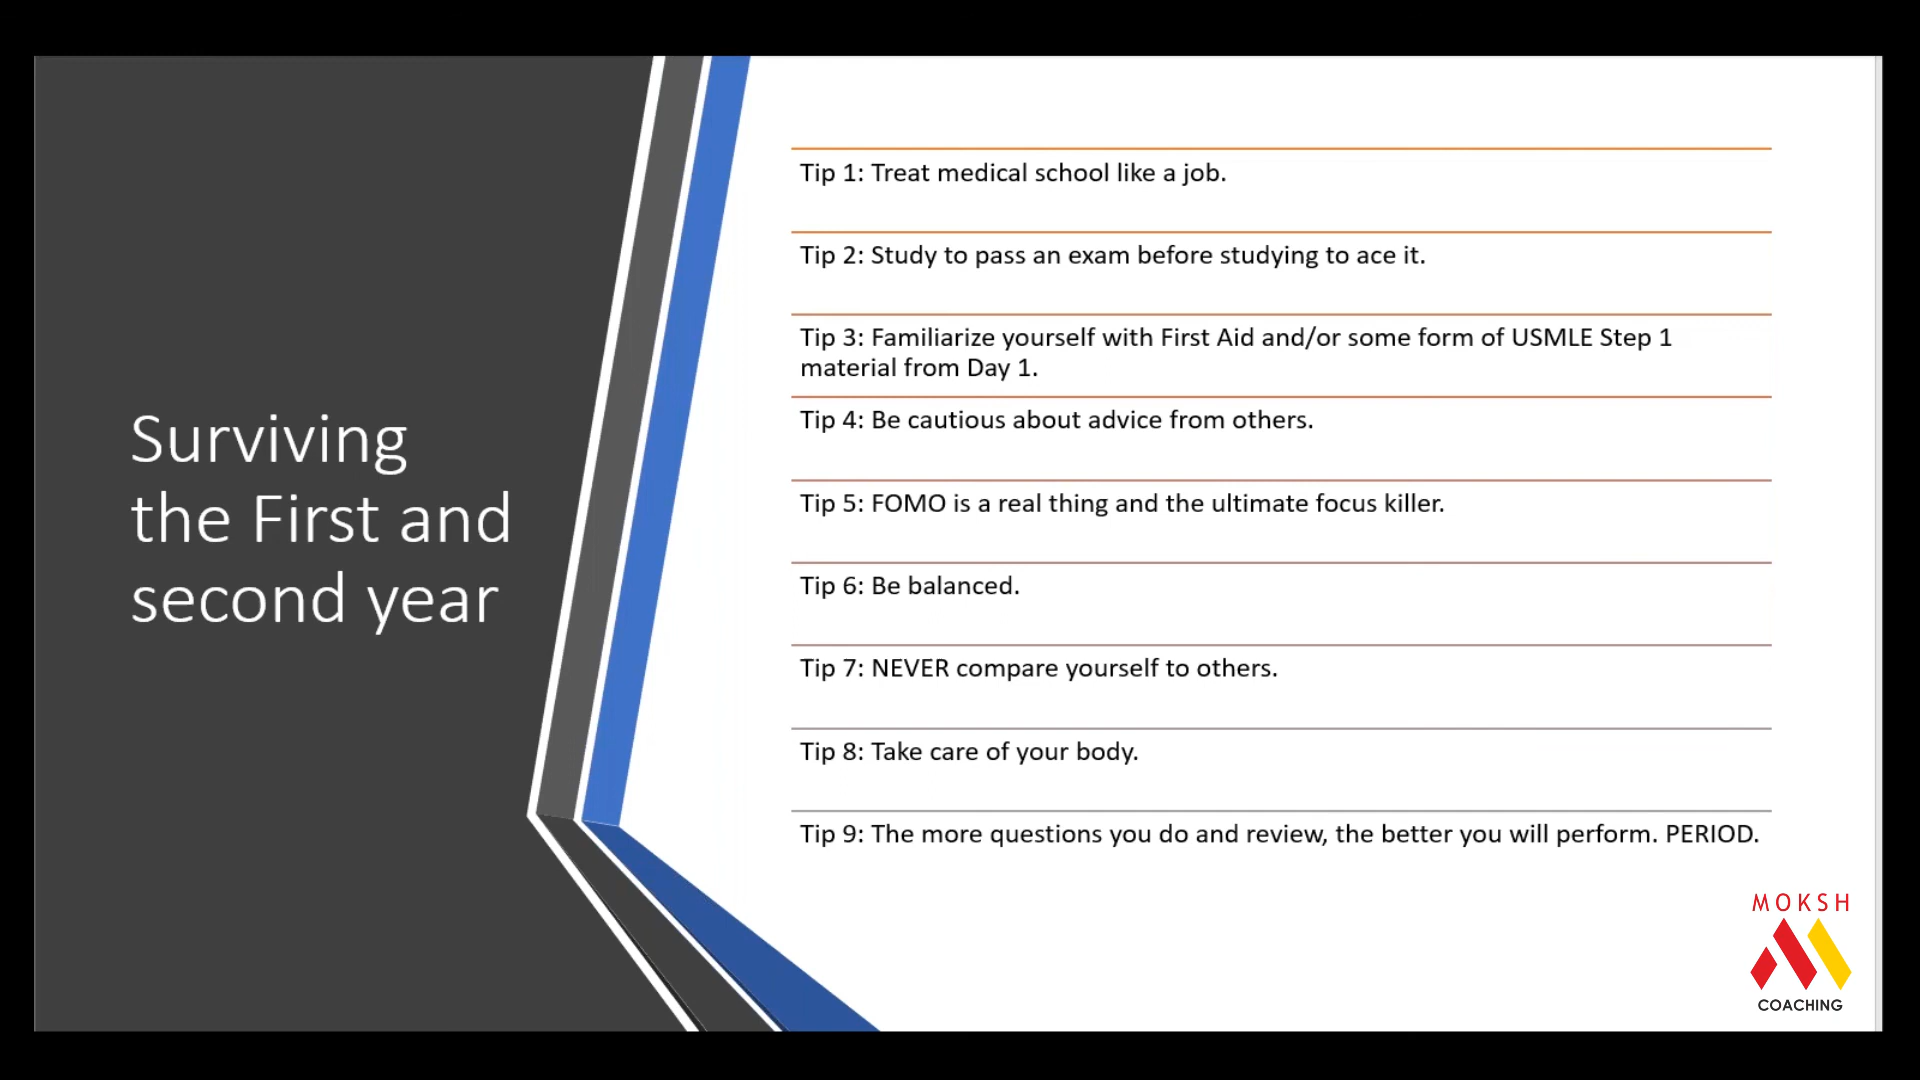 Surviving
the First and
second year
Tip 1: Treat medical school like a job.
Tip 2: Study to pass an exam before studying to ace it.
Tip 3: Familiarize yourself with First Aid and/or some form of USMLE Step 1
material from Day 1.
Tip 4: Be cautious about advice from others.
Tip 5: FOMO is a real thing and the ultimate focus killer.
Tip 6: Be balanced.
Tip 7: NEVER compare yourself to others.
Tip 8: Take care of your body.
Tip 9: The more questions you do and review, the better you will perform. PERIOD.
MOKSH
COACHING